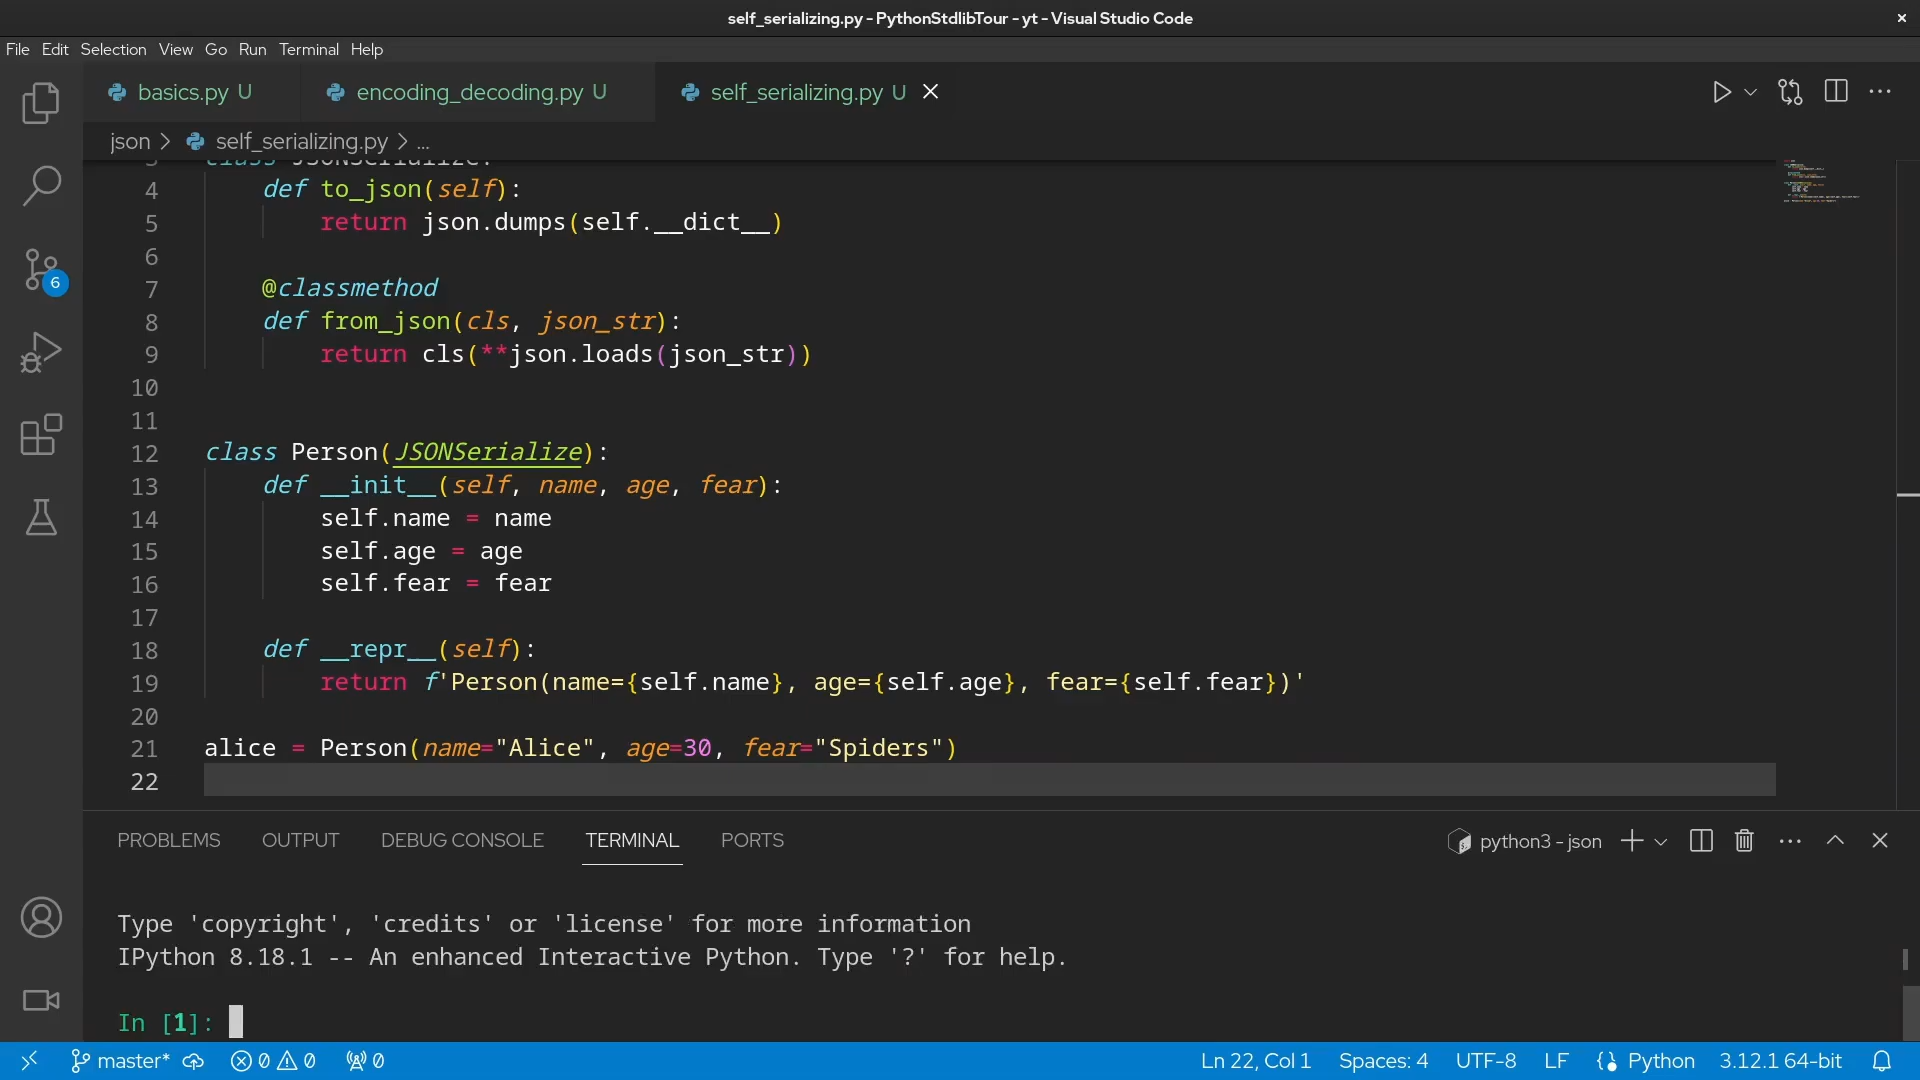 self_serializing.py - PythonStdlibTour - yt - Visual Studio Code
File Edit Selection View Go Run Terminal Help
basics.py U encoding_decoding.py U self_serializing.py U
json > self_serializing.py > ...
3 class JSONSerialize:
4 def to_json(self):
5 return json.dumps(self.__dict__)
6
7 @classmethod
8 def from_json(cls, json_str):
9 return cls(**json.loads(json_str))
10
11
12 class Person(JSONSerialize):
13 def __init__(self, name, age, fear):
14 self.name = name
15 self.age = age
16 self.fear = fear
17
18 def __repr__(self):
19 return f'Person(name={self.name}, age={self.age}, fear={self.fear})'
20
21 alice = Person(name="Alice", age=30, fear="Spiders")
22
6
PROBLEMS OUTPUT DEBUG CONSOLE TERMINAL PORTS python3 - json
Type 'copyright', 'credits' or 'license' for more information
IPython 8.18.1 -- An enhanced Interactive Python. Type '?' for help.
In [1]:
master* 0 0 0 Ln 22, Col 1 Spaces: 4 UTF-8 LF Python 3.12.1 64-bit